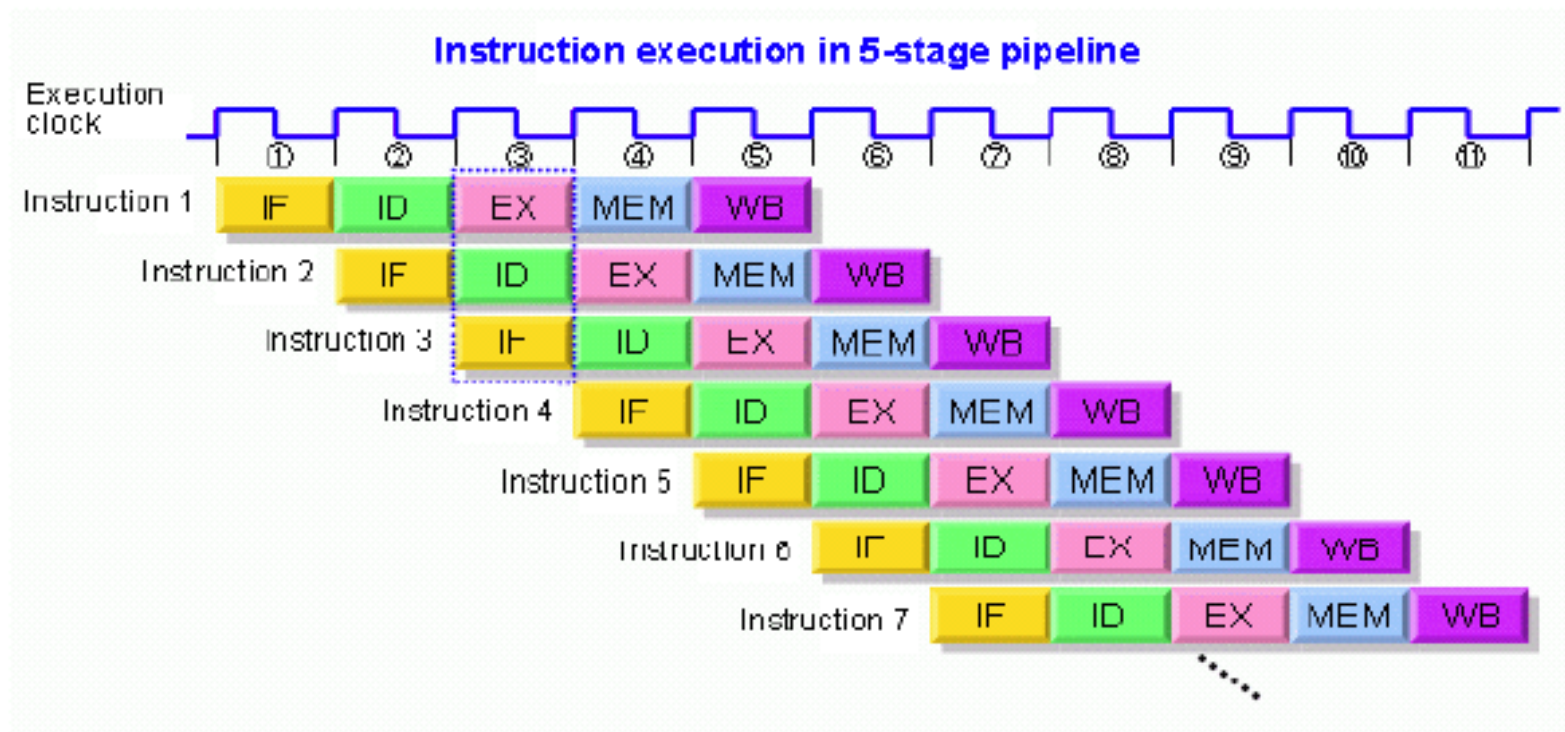 Instruction execution in 5-stage pipeline
Execution
clock
① ② ③ ④ ⑤ ⑥ ⑦ ⑧ ⑨ ⑩ ⑪
Instruction 1 IF ID EX MEM WB
Instruction 2 IF ID EX MEM WB
Instruction 3 IF ID EX MEM WB
Instruction 4 IF ID EX MEM WB
Instruction 5 IF ID EX MEM WB
Instruction 6 IF ID EX MEM WB
Instruction 7 IF ID EX MEM WB